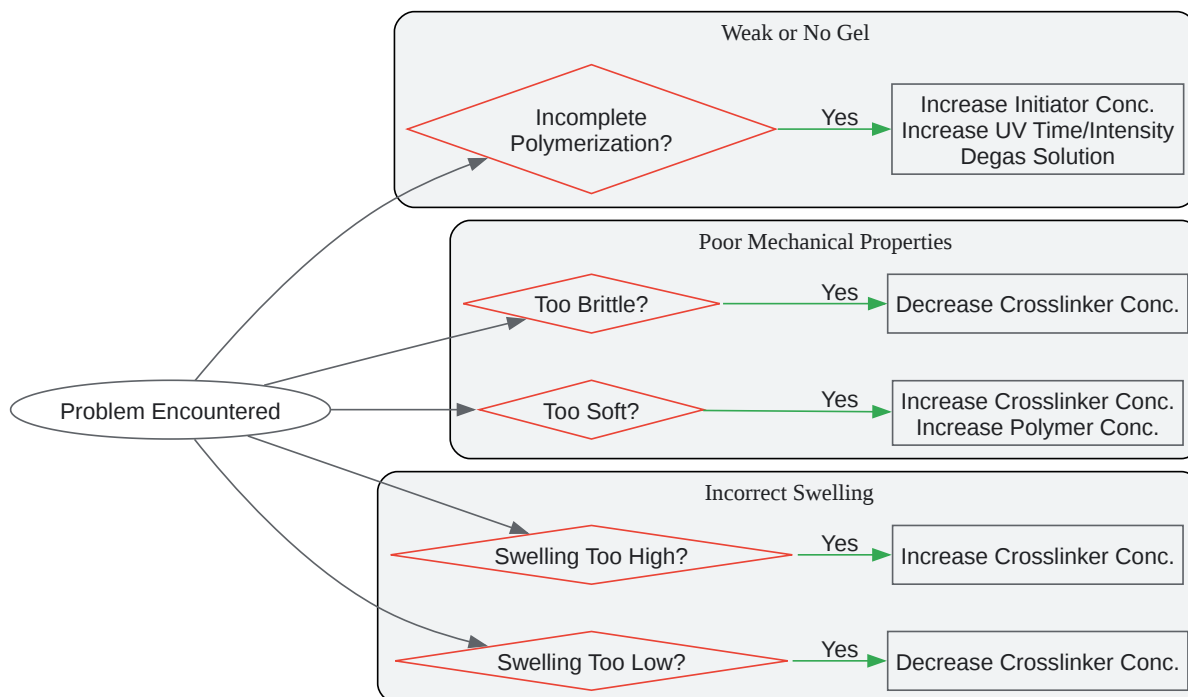 Weak or No Gel
Incomplete
Polymerization?
Yes
Increase Initiator Conc.
Increase UV Time/Intensity
Degas Solution
Poor Mechanical Properties
Too Brittle?
Yes
Decrease Crosslinker Conc.
Problem Encountered
Too Soft?
Yes
Increase Crosslinker Conc.
Increase Polymer Conc.
Incorrect Swelling
Swelling Too High?
Yes
Increase Crosslinker Conc.
Swelling Too Low?
Yes
Decrease Crosslinker Conc.